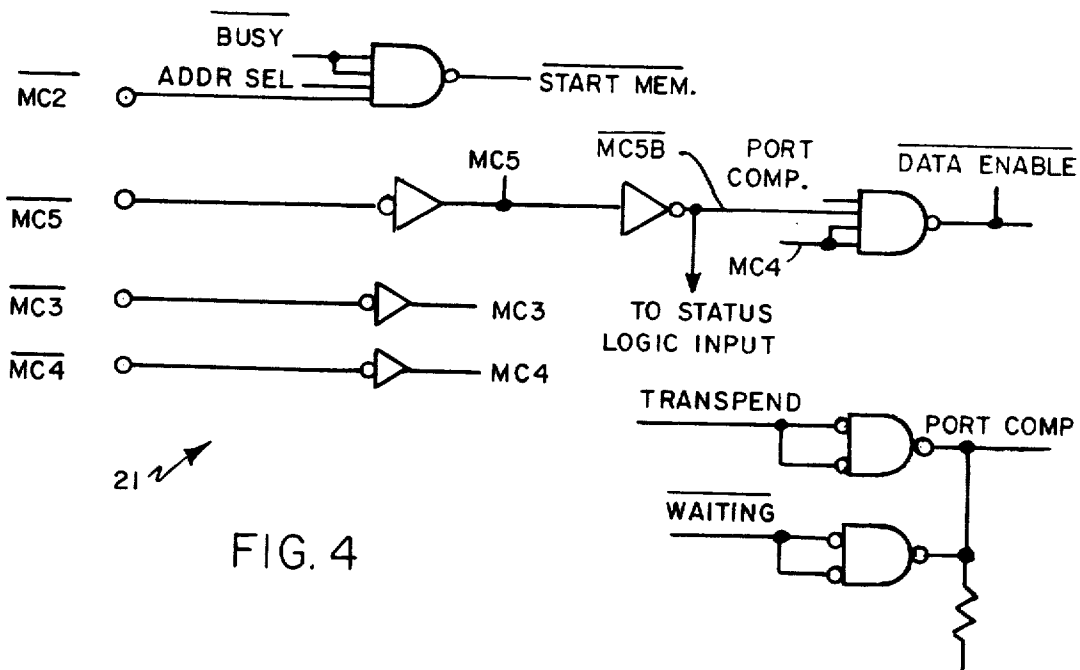 BUSY
ADDR SEL
MC2
START MEM.
MC5
MC5
MC5B
PORT
COMP.
DATA ENABLE
MC4
TO STATUS
LOGIC INPUT
MC3
MC3
MC4
MC4
TRANSPEND
PORT COMP
WAITING
21
FIG. 4